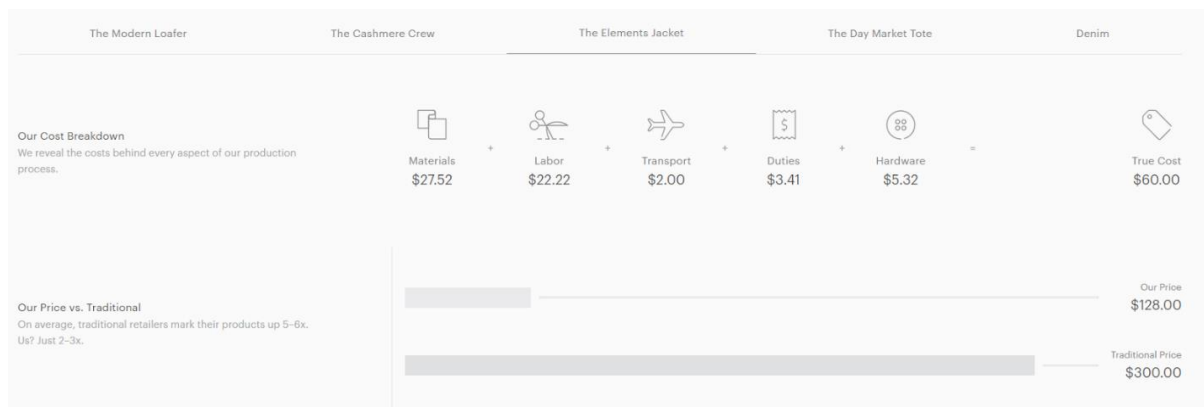 The Modern Loafer
The Cashmere Crew
The Elements Jacket
The Day Market Tote
Denim
Our Cost Breakdown
We reveal the costs behind every aspect of our production
process.
Materials
$27.52
+
Labor
$22.22
+
Transport
$2.00
+
$
Duties
$3.41
+
Hardware
$5.32
=
True Cost
$60.00
Our Price vs. Traditional
On average, traditional retailers mark their products up 5–6x.
Us? Just 2–3x.
Our Price
$128.00
Traditional Price
$300.00